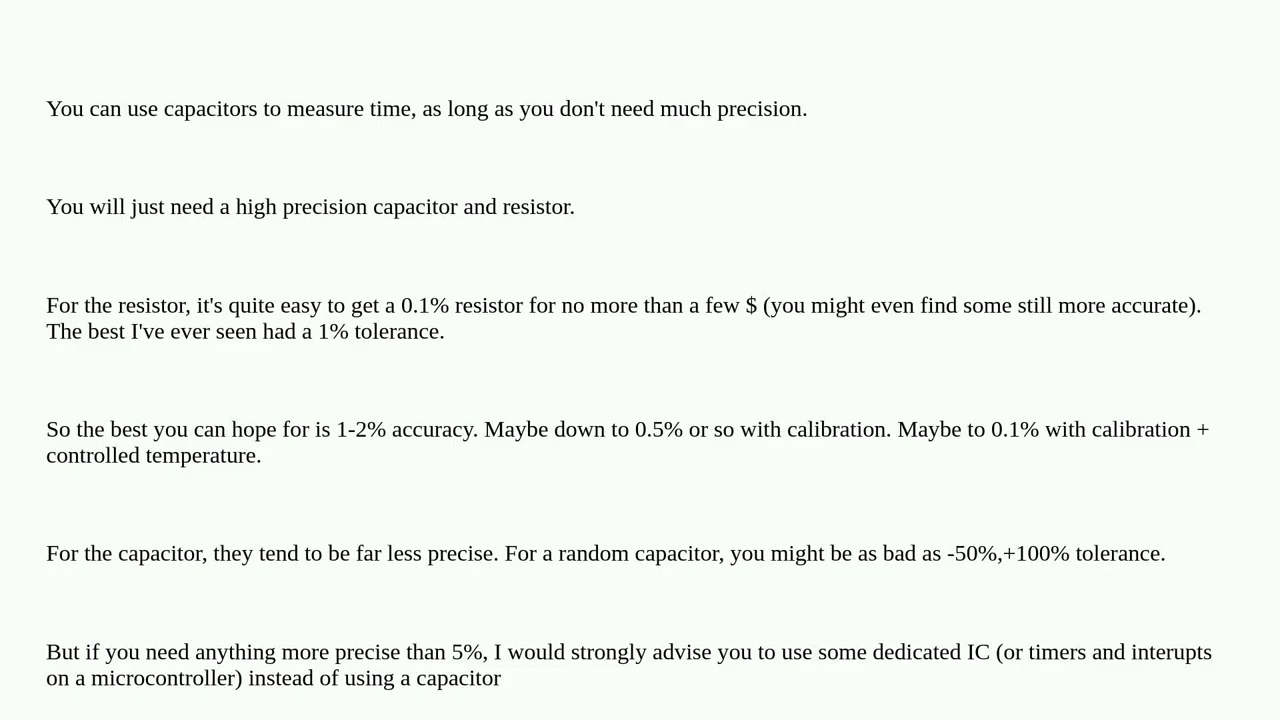 You can use capacitors to measure time, as long as you don't need much precision.
You will just need a high precision capacitor and resistor.
For the resistor, it's quite easy to get a 0.1% resistor for no more than a few $ (you might even find some still more accurate).
The best I've ever seen had a 1% tolerance.
So the best you can hope for is 1-2% accuracy. Maybe down to 0.5% or so with calibration. Maybe to 0.1% with calibration +
controlled temperature.
For the capacitor, they tend to be far less precise. For a random capacitor, you might be as bad as -50%,+100% tolerance.
But if you need anything more precise than 5%, I would strongly advise you to use some dedicated IC (or timers and interupts
on a microcontroller) instead of using a capacitor